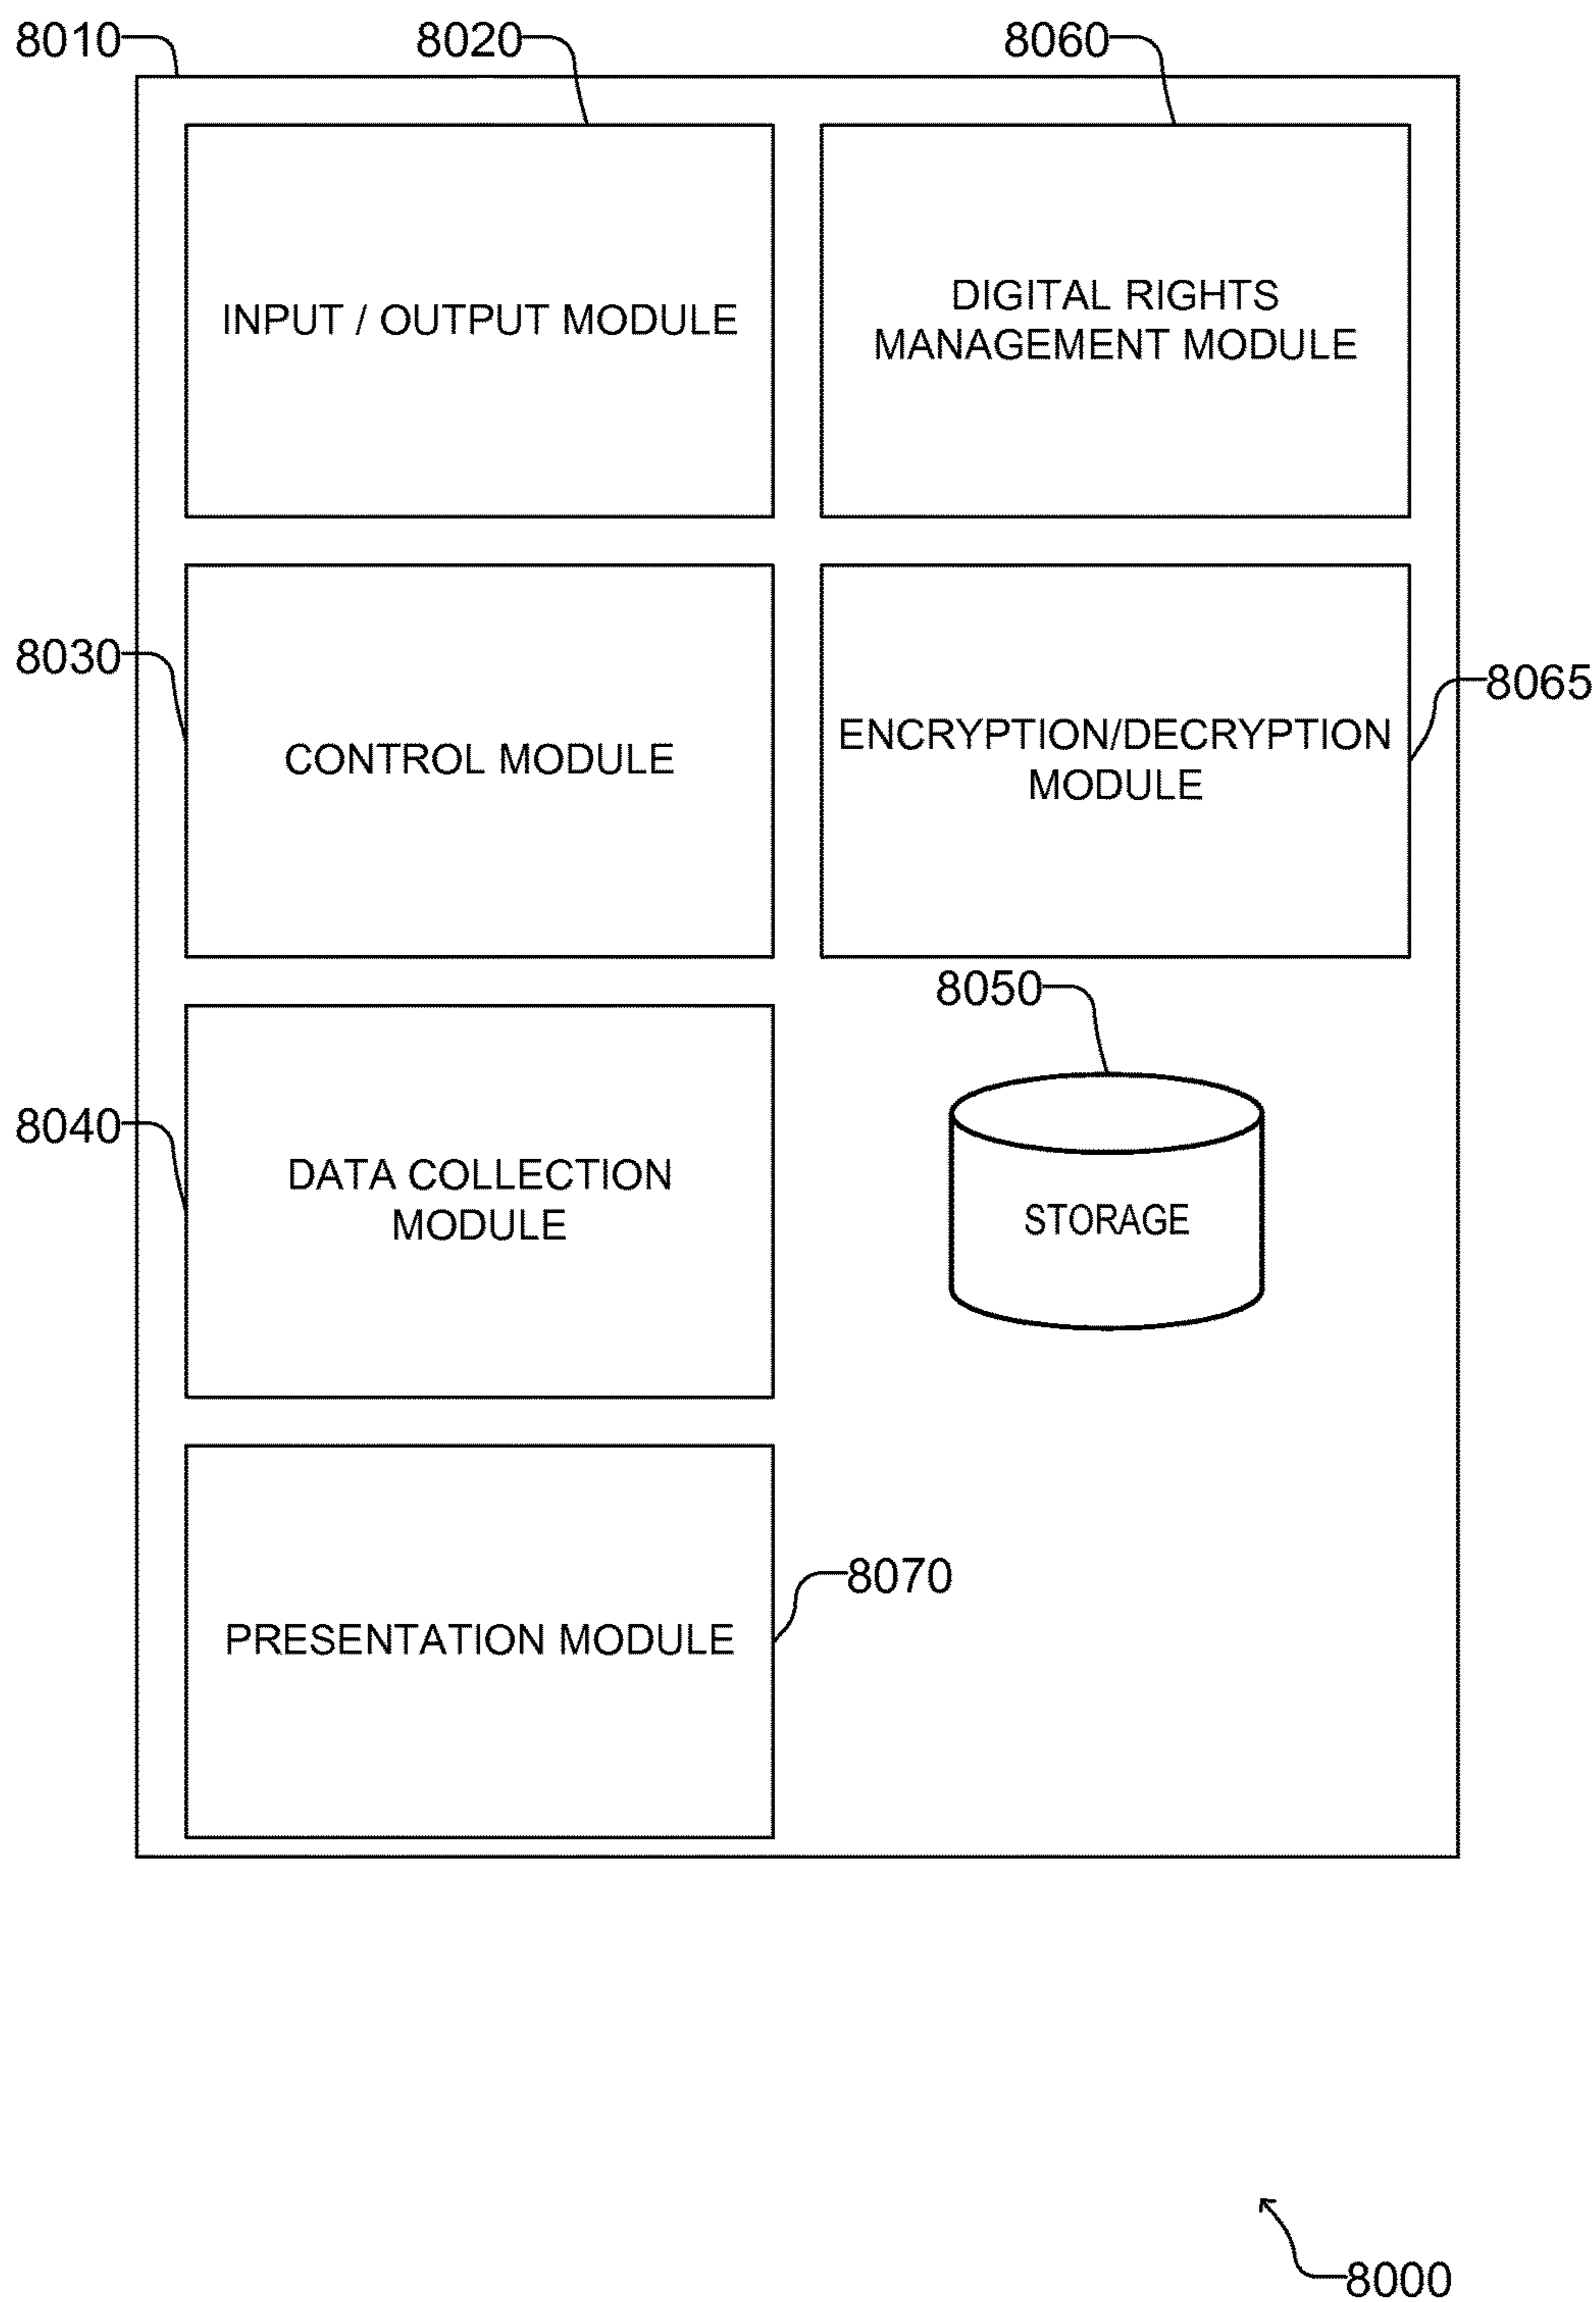 8010
8020
8060
INPUT / OUTPUT MODULE
DIGITAL RIGHTS
MANAGEMENT MODULE
8030
8065
CONTROL MODULE
ENCRYPTION/DECRYPTION
MODULE
8050
8040
DATA COLLECTION
MODULE
STORAGE
8070
PRESENTATION MODULE
8000